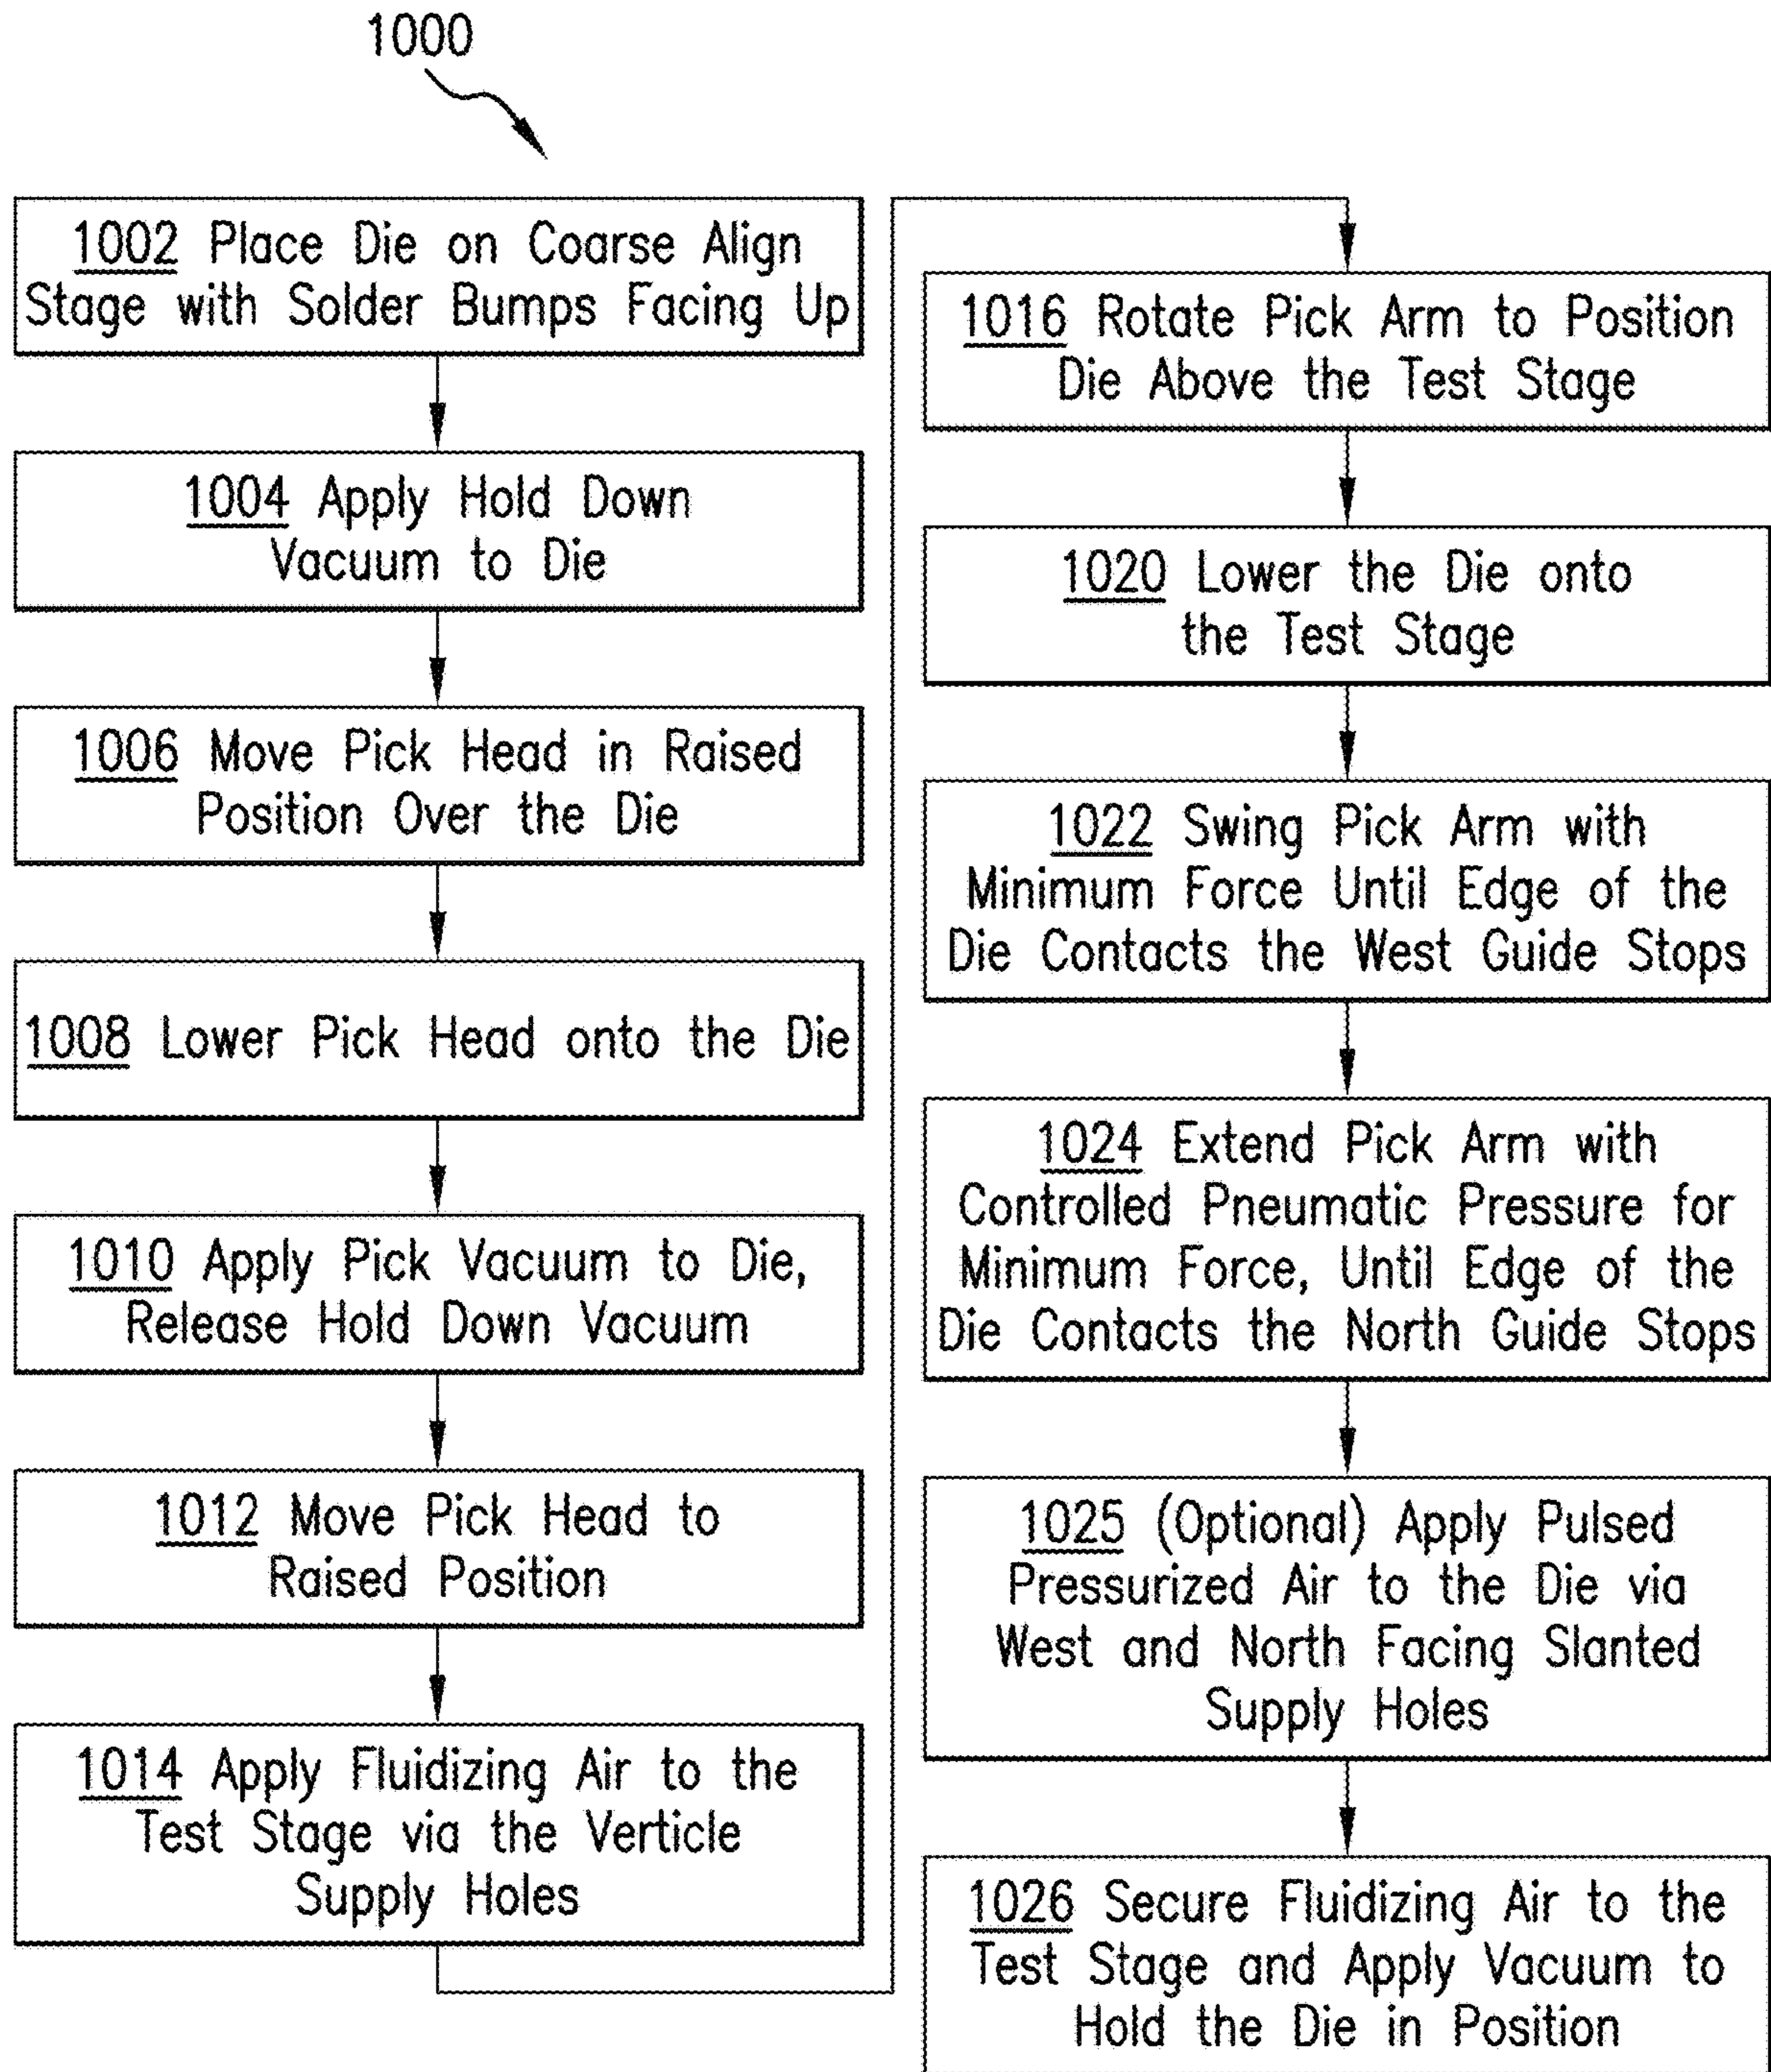 1000
1002 Place Die on Coarse Align
Stage with Solder Bumps Facing Up
1004 Apply Hold Down
Vacuum to Die
1006 Move Pick Head in Raised
Position Over the Die
1008 Lower Pick Head onto the Die
1010 Apply Pick Vacuum to Die,
Release Hold Down Vacuum
1012 Move Pick Head to
Raised Position
1014 Apply Fluidizing Air to the
Test Stage via the Verticle
Supply Holes
1016 Rotate Pick Arm to Position
Die Above the Test Stage
1020 Lower the Die onto
the Test Stage
1022 Swing Pick Arm with
Minimum Force Until Edge of the
Die Contacts the West Guide Stops
1024 Extend Pick Arm with
Controlled Pneumatic Pressure for
Minimum Force, Until Edge of the
Die Contacts the North Guide Stops
1025 (Optional) Apply Pulsed
Pressurized Air to the Die via
West and North Facing Slanted
Supply Holes
1026 Secure Fluidizing Air to the
Test Stage and Apply Vacuum to
Hold the Die in Position